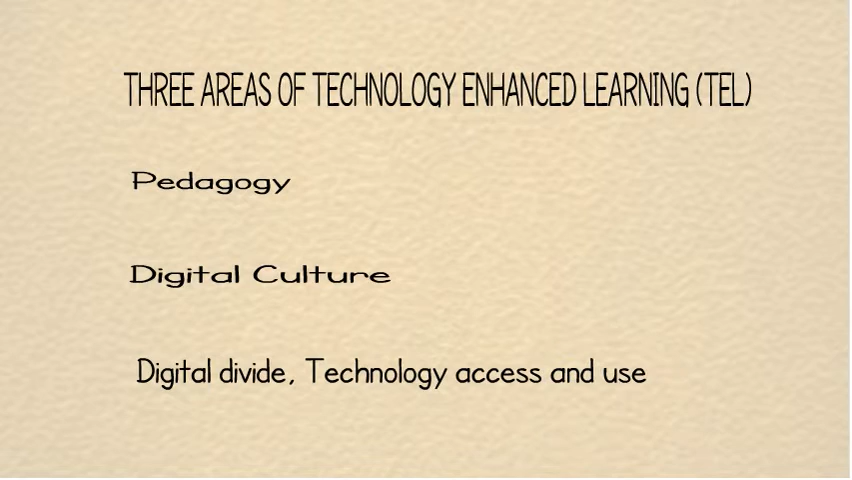 THREE AREAS OF TECHNOLOGY ENHANCED LEARNING (TEL)
Pedagogy
Digital Culture
Digital divide, Technology access and use